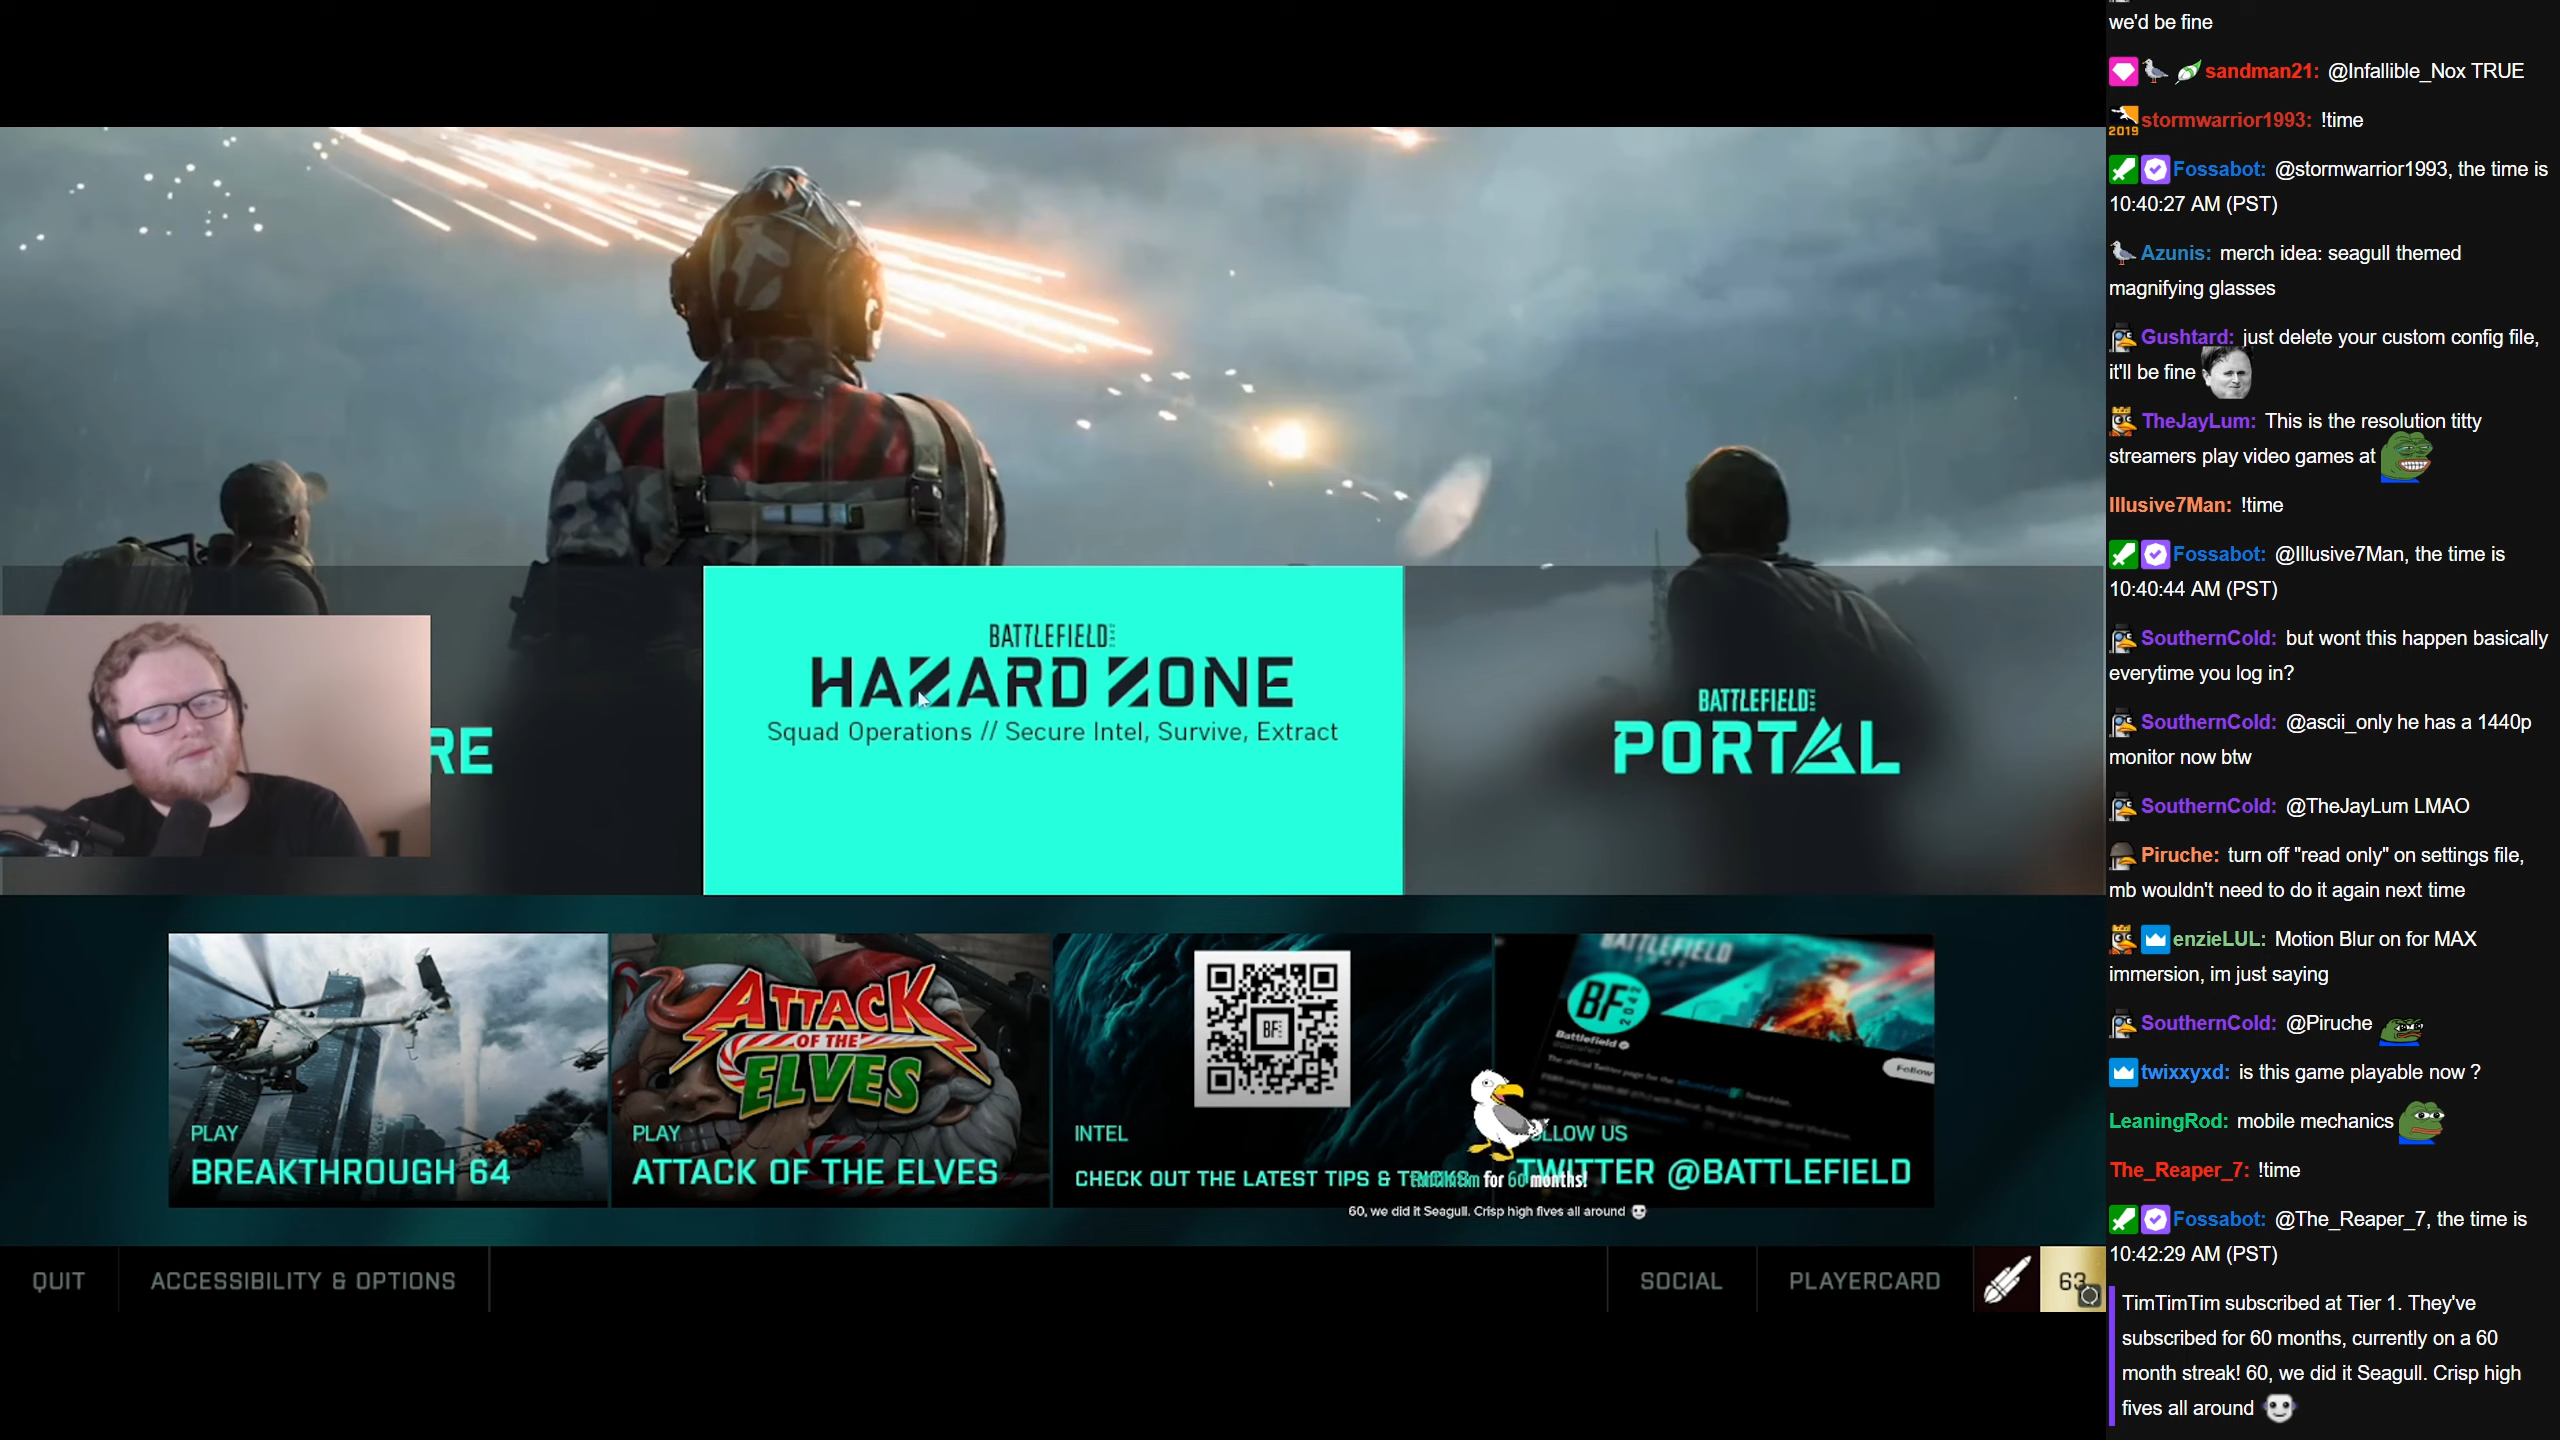 we'd be fine
sandman21: @Infallible_Nox TRUE
2019 stormwarrior1993: !time
Fossabot: @stormwarrior1993, the time is
10:40:27 AM (PST)
Azunis: merch idea: seagull themed
magnifying glasses
Gushtard: just delete your custom config file,
it'll be fine
TheJayLum: This is the resolution titty
streamers play video games at
Illusive7Man: !time
Fossabot: @Illusive7Man, the time is
10:40:44 AM (PST)
SouthernCold: but wont this happen basically
everytime you log in?
SouthernCold: @ascii_only he has a 1440p
monitor now btw
SouthernCold: @TheJayLum LMAO
Piruche: turn off "read only" on settings file,
mb wouldn't need to do it again next time
enzieLUL: Motion Blur on for MAX
immersion, im just saying
SouthernCold: @Piruche
twixxyxd: is this game playable now ?
LeaningRod: mobile mechanics
The_Reaper_7: !time
Fossabot: @The_Reaper_7, the time is
10:42:29 AM (PST)
TimTimTim subscribed at Tier 1. They've
subscribed for 60 months, currently on a 60
month streak! 60, we did it Seagull. Crisp high
fives all around
RE
BATTLEFIELD
HAZARD ZONE
Squad Operations // Secure Intel, Survive, Extract
BATTLEFIELD
PORTAL
PLAY
BREAKTHROUGH 64
ATTACK
OF THE
ELVES
PLAY
ATTACK OF THE ELVES
BF
INTEL
CHECK OUT THE LATEST TIPS &
BATTLEFIELD
BF
Battlefield
Follow
LLOW US
TWITTER @BATTLEFIELD
for 60 months!
60, we did it Seagull. Crisp high fives all around
QUIT
ACCESSIBILITY & OPTIONS
SOCIAL
PLAYERCARD
63